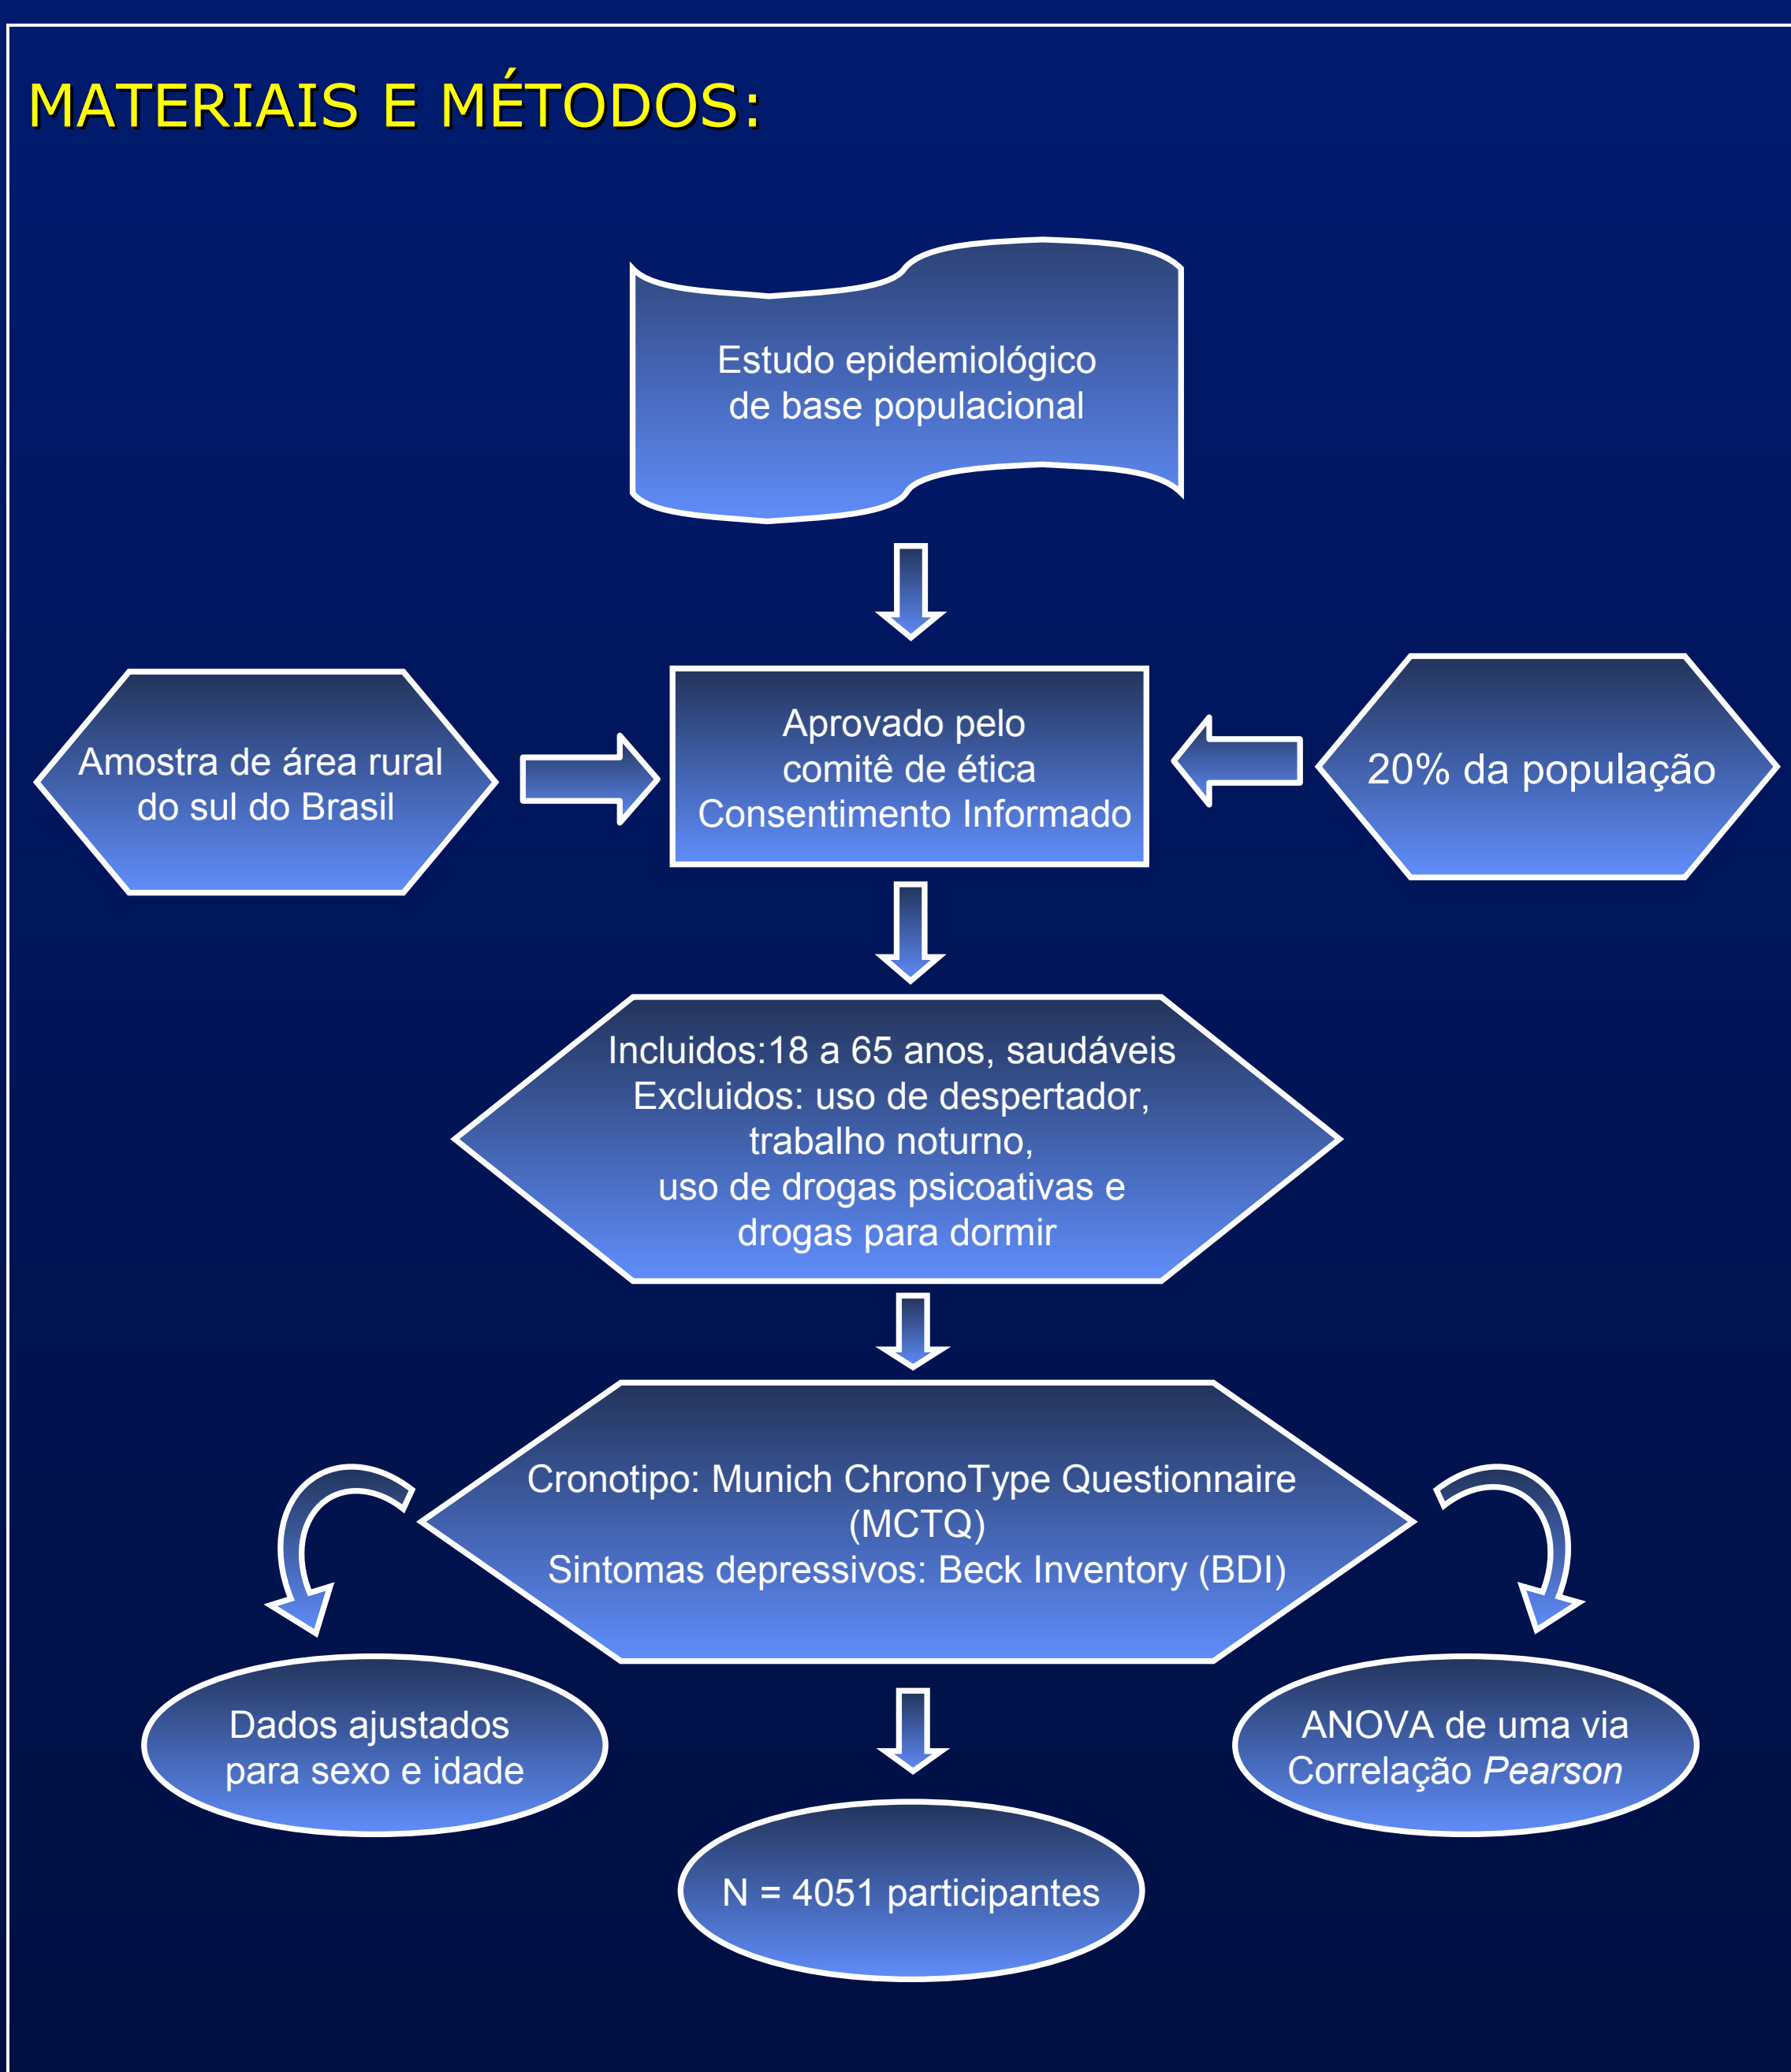 MATERIAIS E MÉTODOS:
Estudo epidemiológico
de base populacional
Amostra de área rural
do sul do Brasil
Aprovado pelo
comitê de ética
Consentimento Informado
20% da população
Incluidos:18 a 65 anos, saudáveis
Excluidos: uso de despertador,
trabalho noturno,
uso de drogas psicoativas e
drogas para dormir
Cronotipo: Munich ChronoType Questionnaire
(MCTQ)
Sintomas depressivos: Beck Inventory (BDI)
Dados ajustados
para sexo e idade
ANOVA de uma via
Correlação Pearson
N = 4051 participantes